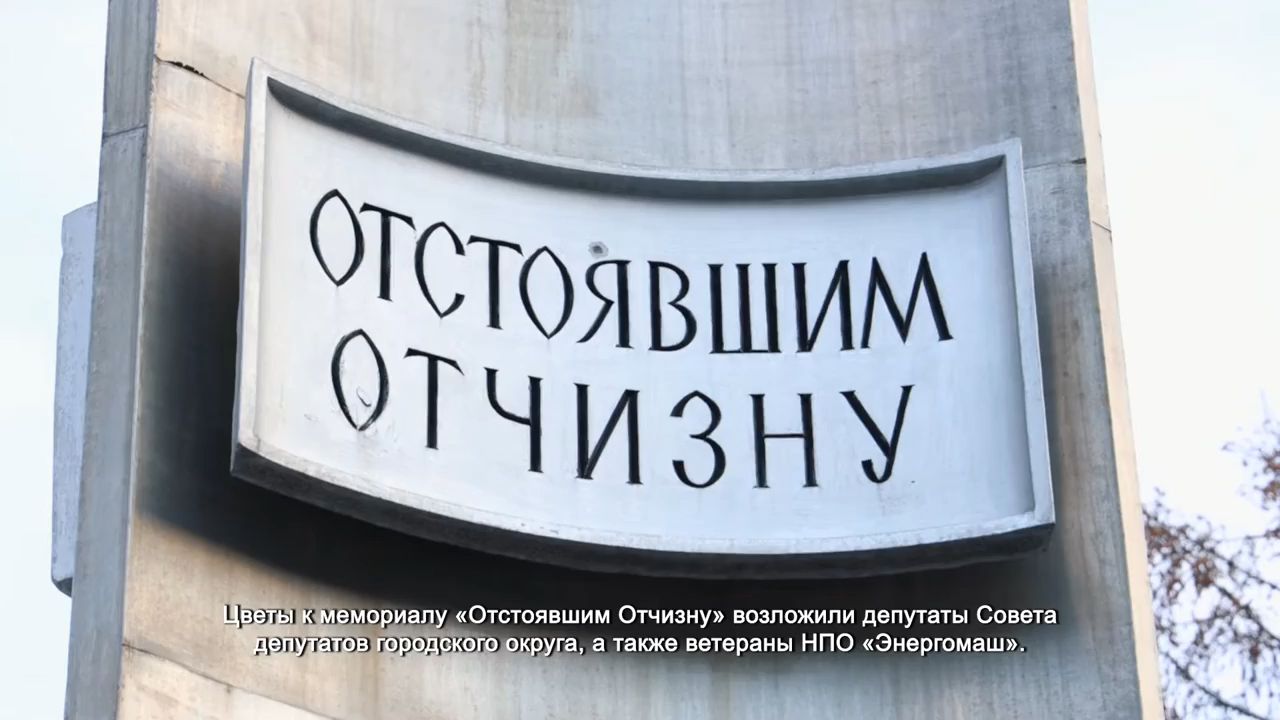 ОТСТОЯВШИМ
ОТЧИЗНУ
Цветы к мемориалу «Отстоявшим Отчизну» возложили депутаты Совета
депутатов городского округа, а также ветераны НПО «Энергомаш».